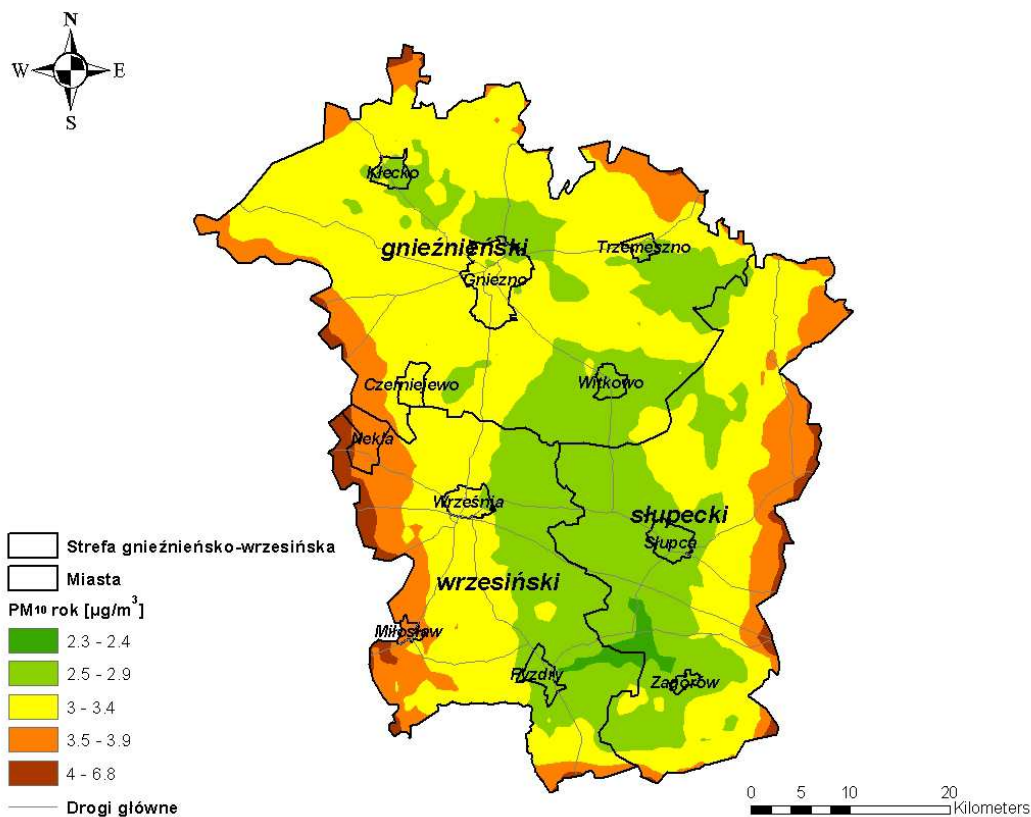 N
W E
S
Kłecko
gnieźnieński
Trzemeszno
Gniezno
Czerniejewo
Witkowo
Nekla
Września
słupecki
Słupca
wrzesiński
Miłosław
Pyzdry
Zagórów
Strefa gnieźnieńsko-wrzesińska
Miasta
PM10 rok [µg/m³]
2.3 - 2.4
2.5 - 2.9
3 - 3.4
3.5 - 3.9
4 - 6.8
Drogi główne
0 5 10 20
Kilometers